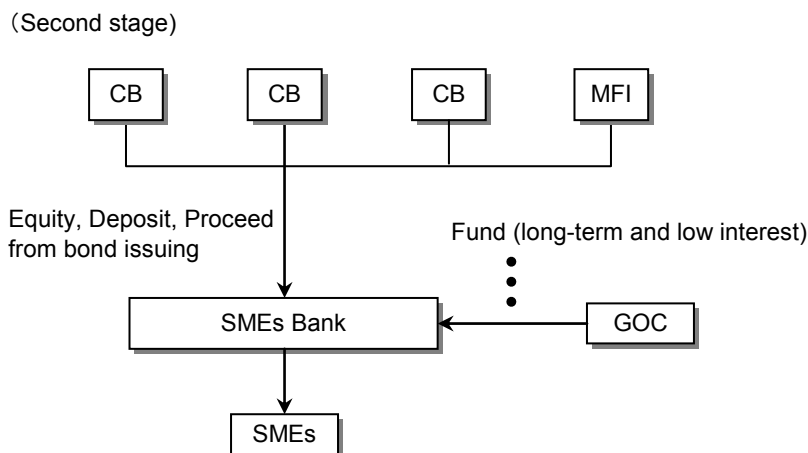 （Second stage)
CB CB CB MFI
Equity, Deposit, Proceed
from bond issuing
Fund (long-term and low interest)
SMEs Bank
GOC
SMEs